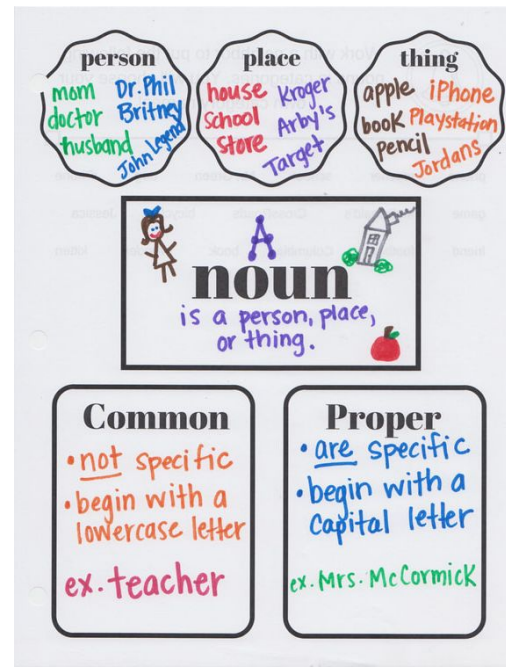 person
mom Dr. Phil
doctor Britney
husband John Legend
place
house Kroger
School Arby's
Store Target
thing
apple iPhone
book Playstation
pencil Jordans
A
noun
is a person, place,
or thing.
Common
• not specific
• begin with a
lowercase letter
ex. teacher
Proper
• are specific
• begin with a
capital letter
ex. Mrs. McCormick